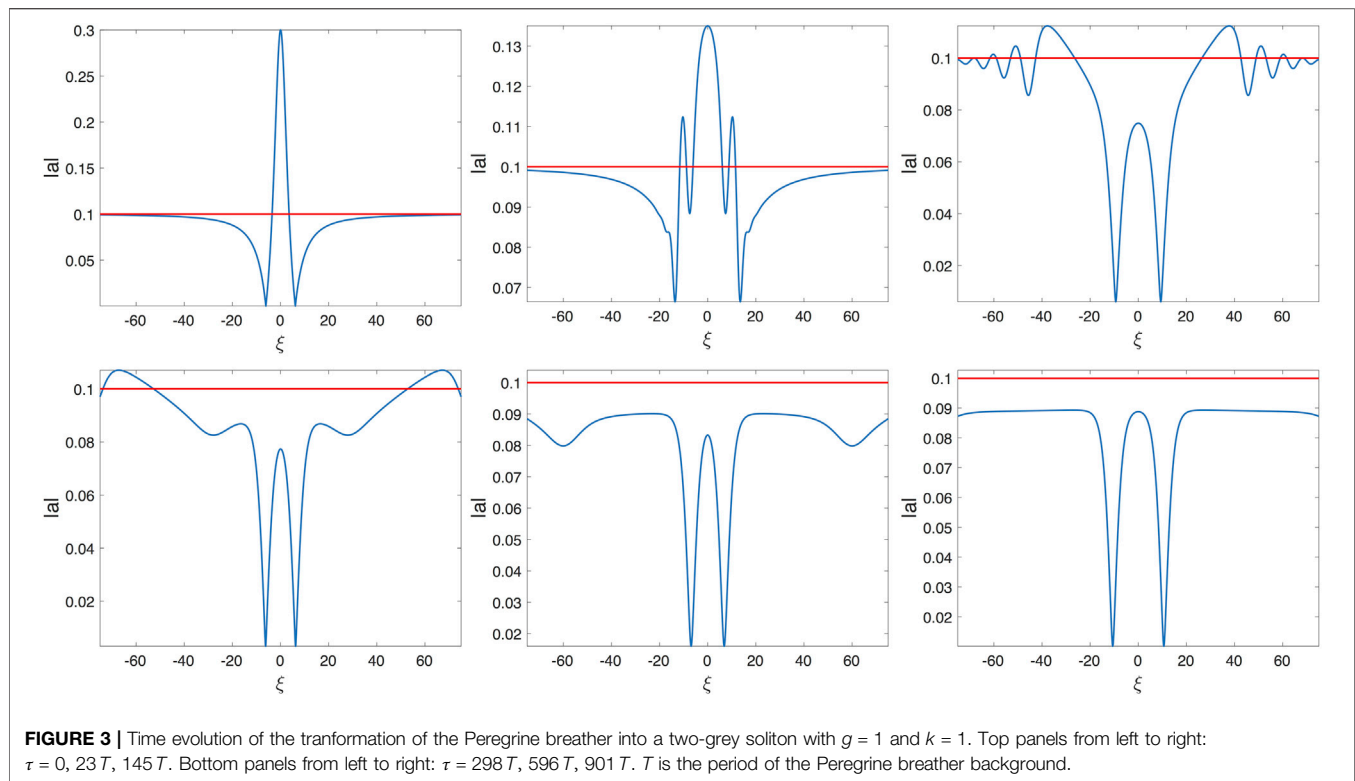 0.3
0.25
0.2
0.15
0.1
0.05
|a|
-60 -40 -20 0 20 40 60
ξ
0.13
0.12
0.11
0.1
0.09
0.08
0.07
|a|
-60 -40 -20 0 20 40 60
ξ
0.1
0.08
0.06
0.04
0.02
|a|
-60 -40 -20 0 20 40 60
ξ
0.1
0.08
0.06
0.04
0.02
|a|
-60 -40 -20 0 20 40 60
ξ
0.1
0.09
0.08
0.07
0.06
0.05
0.04
0.03
0.02
|a|
-60 -40 -20 0 20 40 60
ξ
0.1
0.09
0.08
0.07
0.06
0.05
0.04
0.03
0.02
|a|
-60 -40 -20 0 20 40 60
ξ
FIGURE 3 | Time evolution of the tranformation of the Peregrine breather into a two-grey soliton with g = 1 and k = 1. Top panels from left to right:
τ = 0, 23 T, 145 T. Bottom panels from left to right: τ = 298 T, 596 T, 901 T. T is the period of the Peregrine breather background.